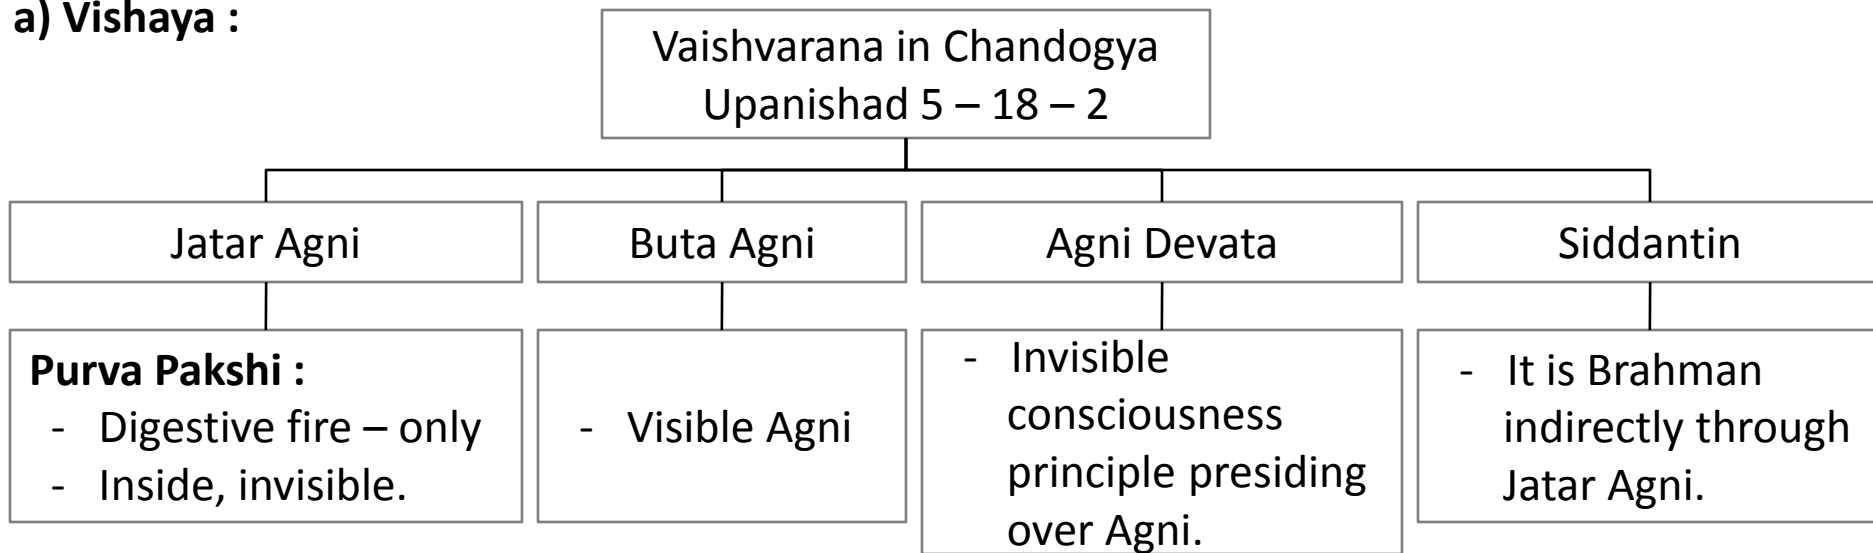 a) Vishaya :
Vaishvarana in Chandogya
Upanishad 5 – 18 – 2
Jatar Agni
Buta Agni
Agni Devata
Siddantin
Purva Pakshi :
- Digestive fire – only
- Inside, invisible.
- Visible Agni
- Invisible
consciousness
principle presiding
over Agni.
- It is Brahman
indirectly through
Jatar Agni.